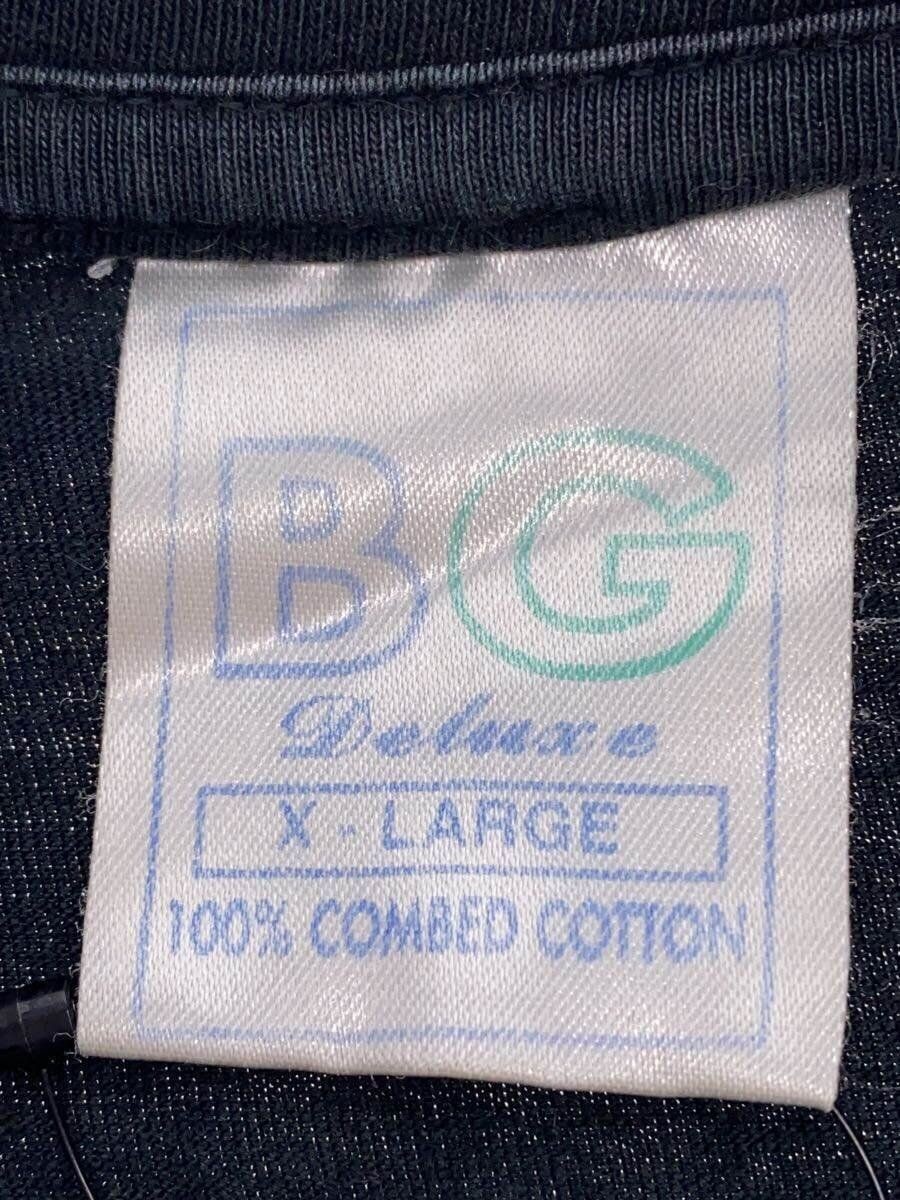 BG
Deluxe
X - LARGE
100% COMBED COTTON